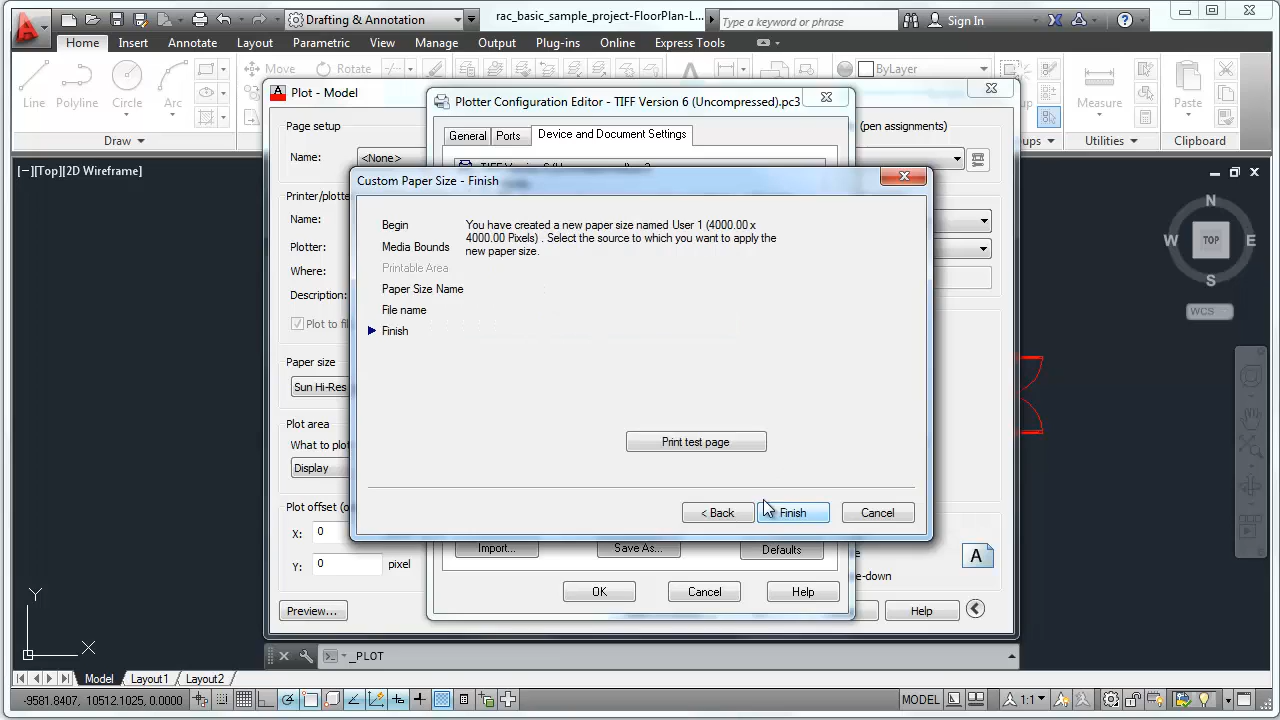 Drafting & Annotation
rac_basic_sample_project-FloorPlan-L...
Type a keyword or phrase
Sign In
Home Insert Annotate Layout Parametric View Manage Output Plug-ins Online Express Tools
Move Rotate
ByLayer
Line Polyline Circle Arc
Measure Paste
Draw Utilities Clipboard
Plot - Model
Plotter Configuration Editor - TIFF Version 6 (Uncompressed).pc3
Page setup
(pen assignments)
General Ports Device and Document Settings
Name: <None>
[−][Top][2D Wireframe]
Custom Paper Size - Finish
Printer/plotte
Name:
Plotter:
Where:
Description:
Plot to fil
Begin
Media Bounds
Printable Area
Paper Size Name
File name
Finish
You have created a new paper size named User 1 (4000.00 x
4000.00 Pixels) . Select the source to which you want to apply the
new paper size.
N
W TOP E
S
WCS
Paper size
Sun Hi-Res
Plot area
What to plot
Display
Print test page
Plot offset (o
X: 0
Y: 0 pixel
< Back Finish Cancel
Import... Save As... Defaults
A
e-down
OK Cancel Help
Preview... Help
Y
X
_PLOT
Model Layout1 Layout2
-9581.8407, 10512.1025, 0.0000
MODEL
1:1